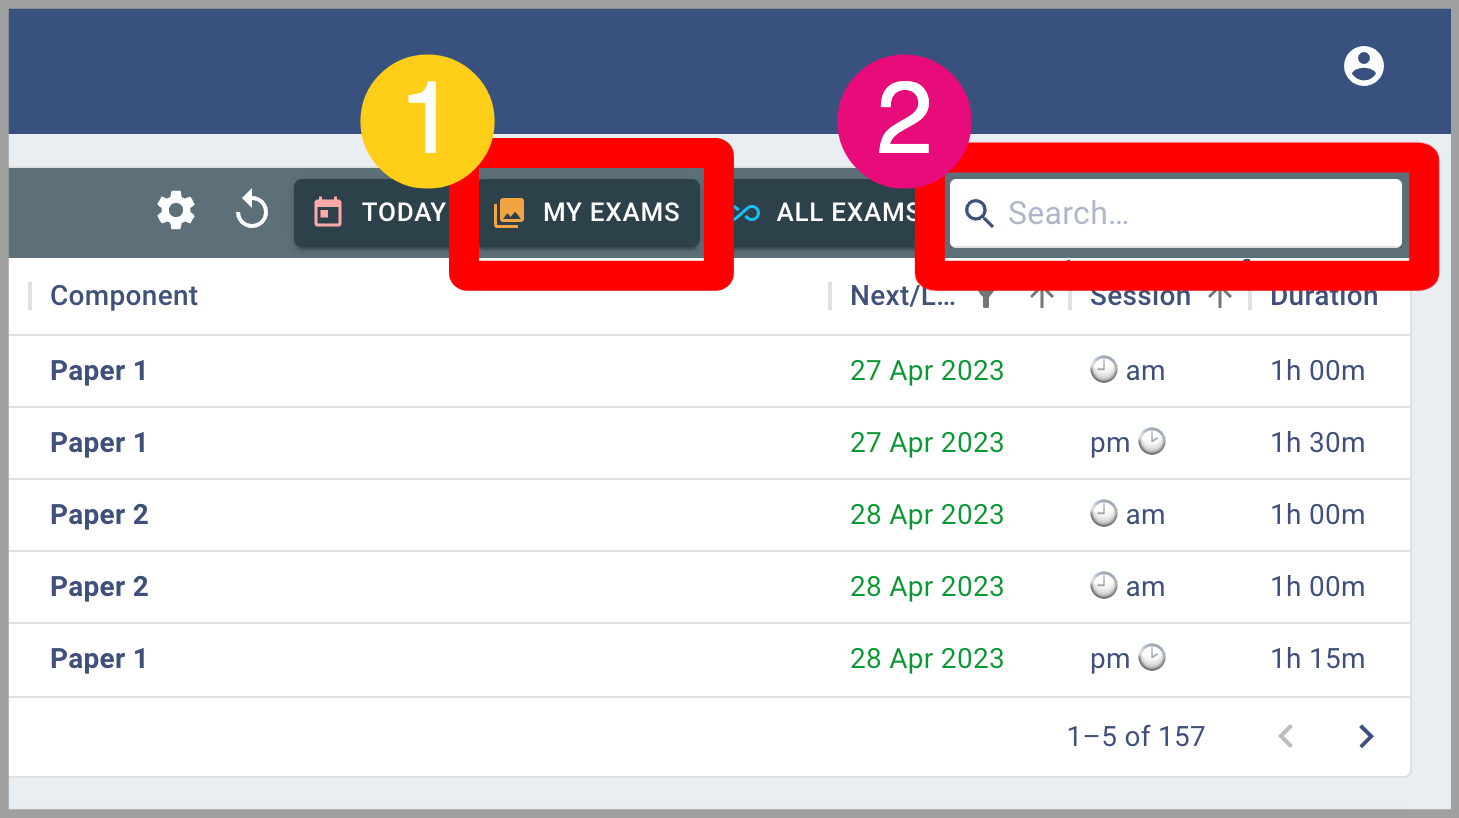 1
2
TODAY
MY EXAMS
ALL EXAMS
Search...
Component
Next/L...
Session
Duration
Paper 1
27 Apr 2023
am
1h 00m
Paper 1
27 Apr 2023
pm
1h 30m
Paper 2
28 Apr 2023
am
1h 00m
Paper 2
28 Apr 2023
am
1h 00m
Paper 1
28 Apr 2023
pm
1h 15m
1–5 of 157